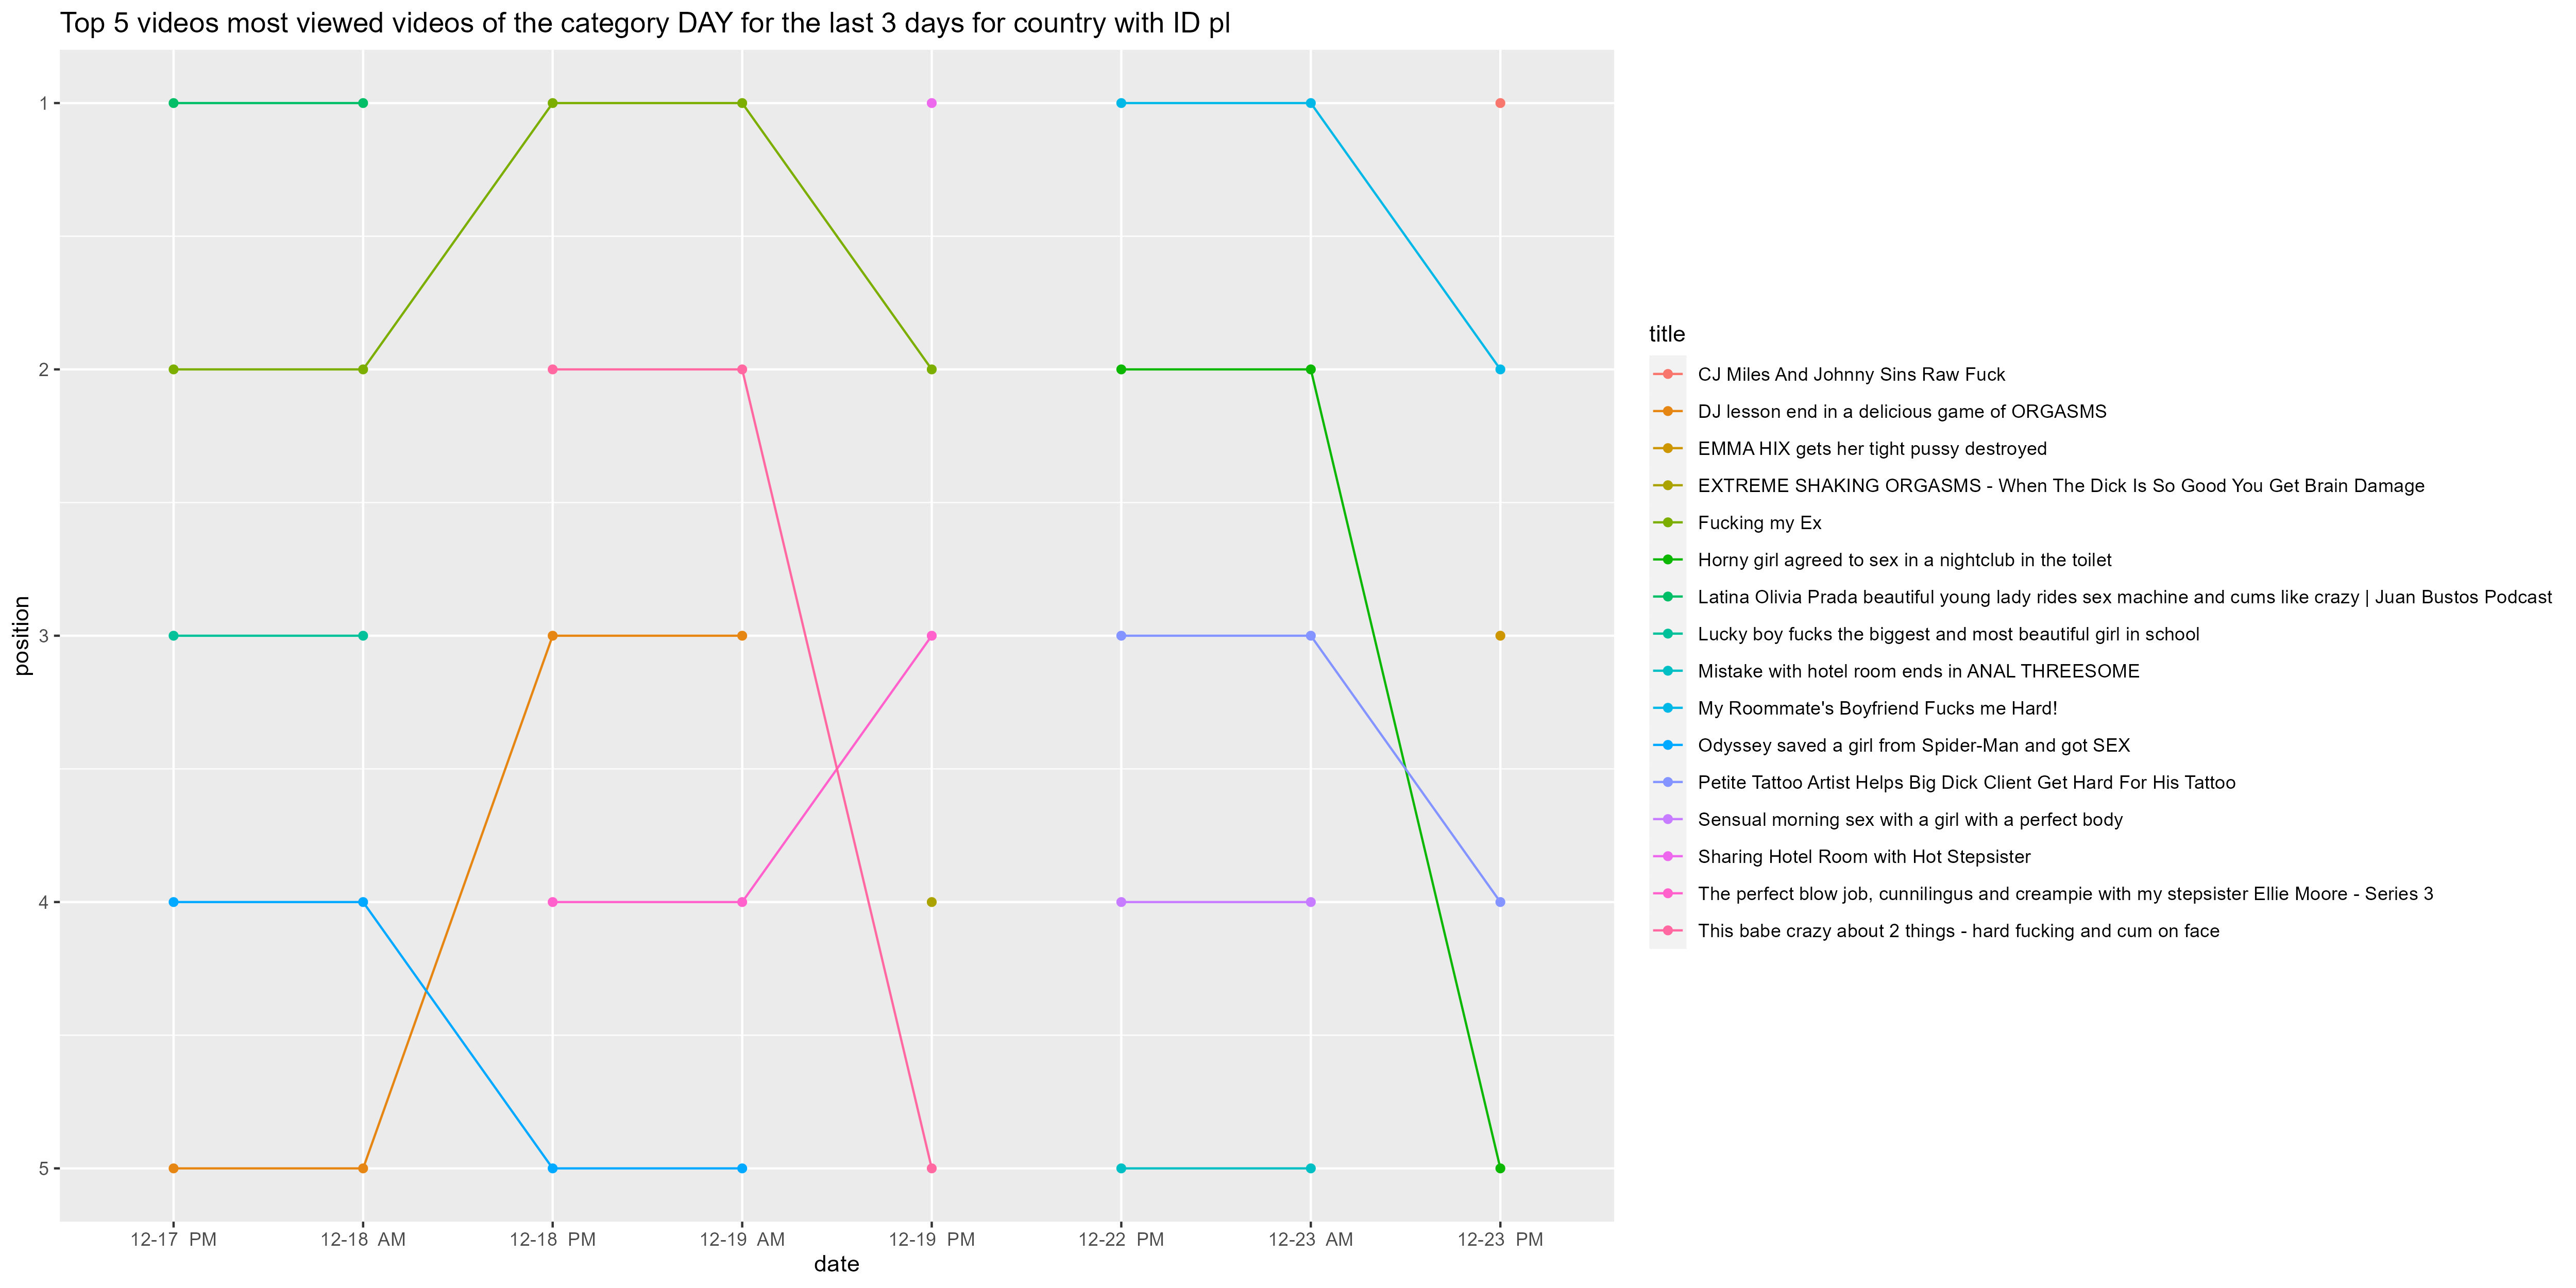 Top 5 videos most viewed videos of the category DAY for the last 3 days for country with ID pl
position
1
2
3
4
5
12-17 PM
12-18 AM
12-18 PM
12-19 AM
12-19 PM
12-22 PM
12-23 AM
12-23 PM
date
title
CJ Miles And Johnny Sins Raw Fuck
DJ lesson end in a delicious game of ORGASMS
EMMA HIX gets her tight pussy destroyed
EXTREME SHAKING ORGASMS - When The Dick Is So Good You Get Brain Damage
Fucking my Ex
Horny girl agreed to sex in a nightclub in the toilet
Latina Olivia Prada beautiful young lady rides sex machine and cums like crazy | Juan Bustos Podcast
Lucky boy fucks the biggest and most beautiful girl in school
Mistake with hotel room ends in ANAL THREESOME
My Roommate's Boyfriend Fucks me Hard!
Odyssey saved a girl from Spider-Man and got SEX
Petite Tattoo Artist Helps Big Dick Client Get Hard For His Tattoo
Sensual morning sex with a girl with a perfect body
Sharing Hotel Room with Hot Stepsister
The perfect blow job, cunnilingus and creampie with my stepsister Ellie Moore - Series 3
This babe crazy about 2 things - hard fucking and cum on face